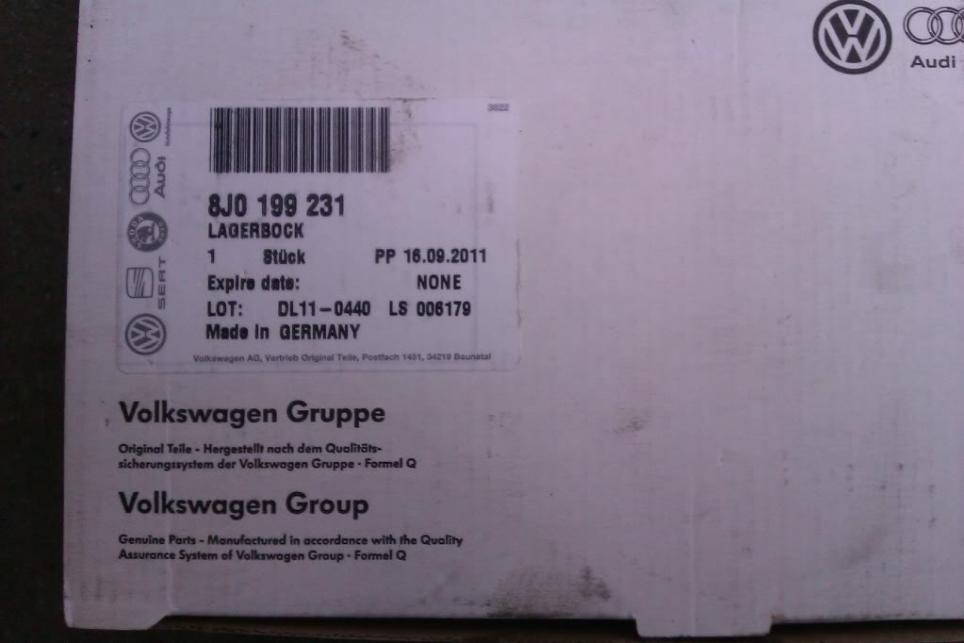 Audi
3622
Audi
SEAT
8J0 199 231
LAGERBOCK
1 Stück PP 16.09.2011
Expire date: NONE
LOT: DL11-0440 LS 006179
Made in GERMANY
Volkswagen AG, Vertrieb Original Teile, Postfach 1451, 34219 Baunatal
Volkswagen Gruppe
Original Teile - Hergestellt nach dem Qualitäts-
sicherungssystem der Volkswagen Gruppe · Formel Q
Volkswagen Group
Genuine Parts - Manufactured in accordance with the Quality
Assurance System of Volkswagen Group · Formel Q